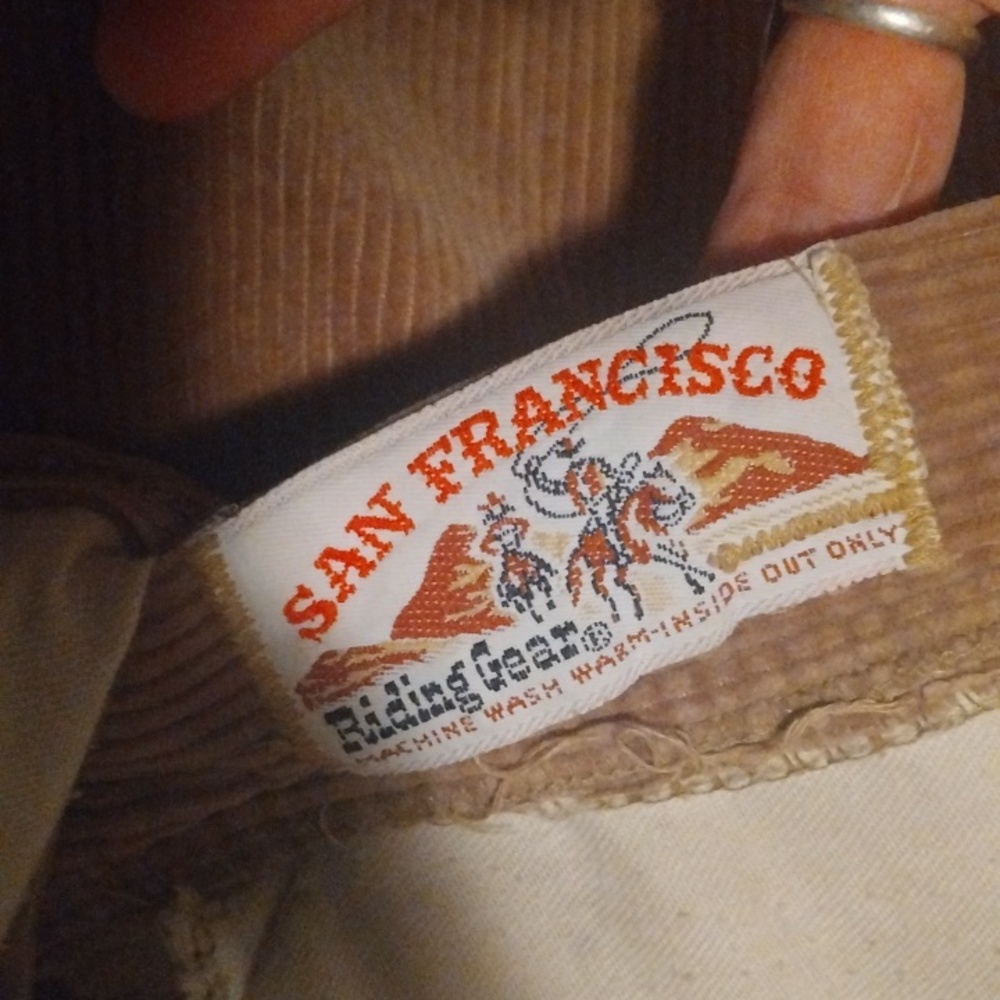 SAN FRANCISCO
Riding Gear®
MACHINE WASH WARM-INSIDE OUT ONLY